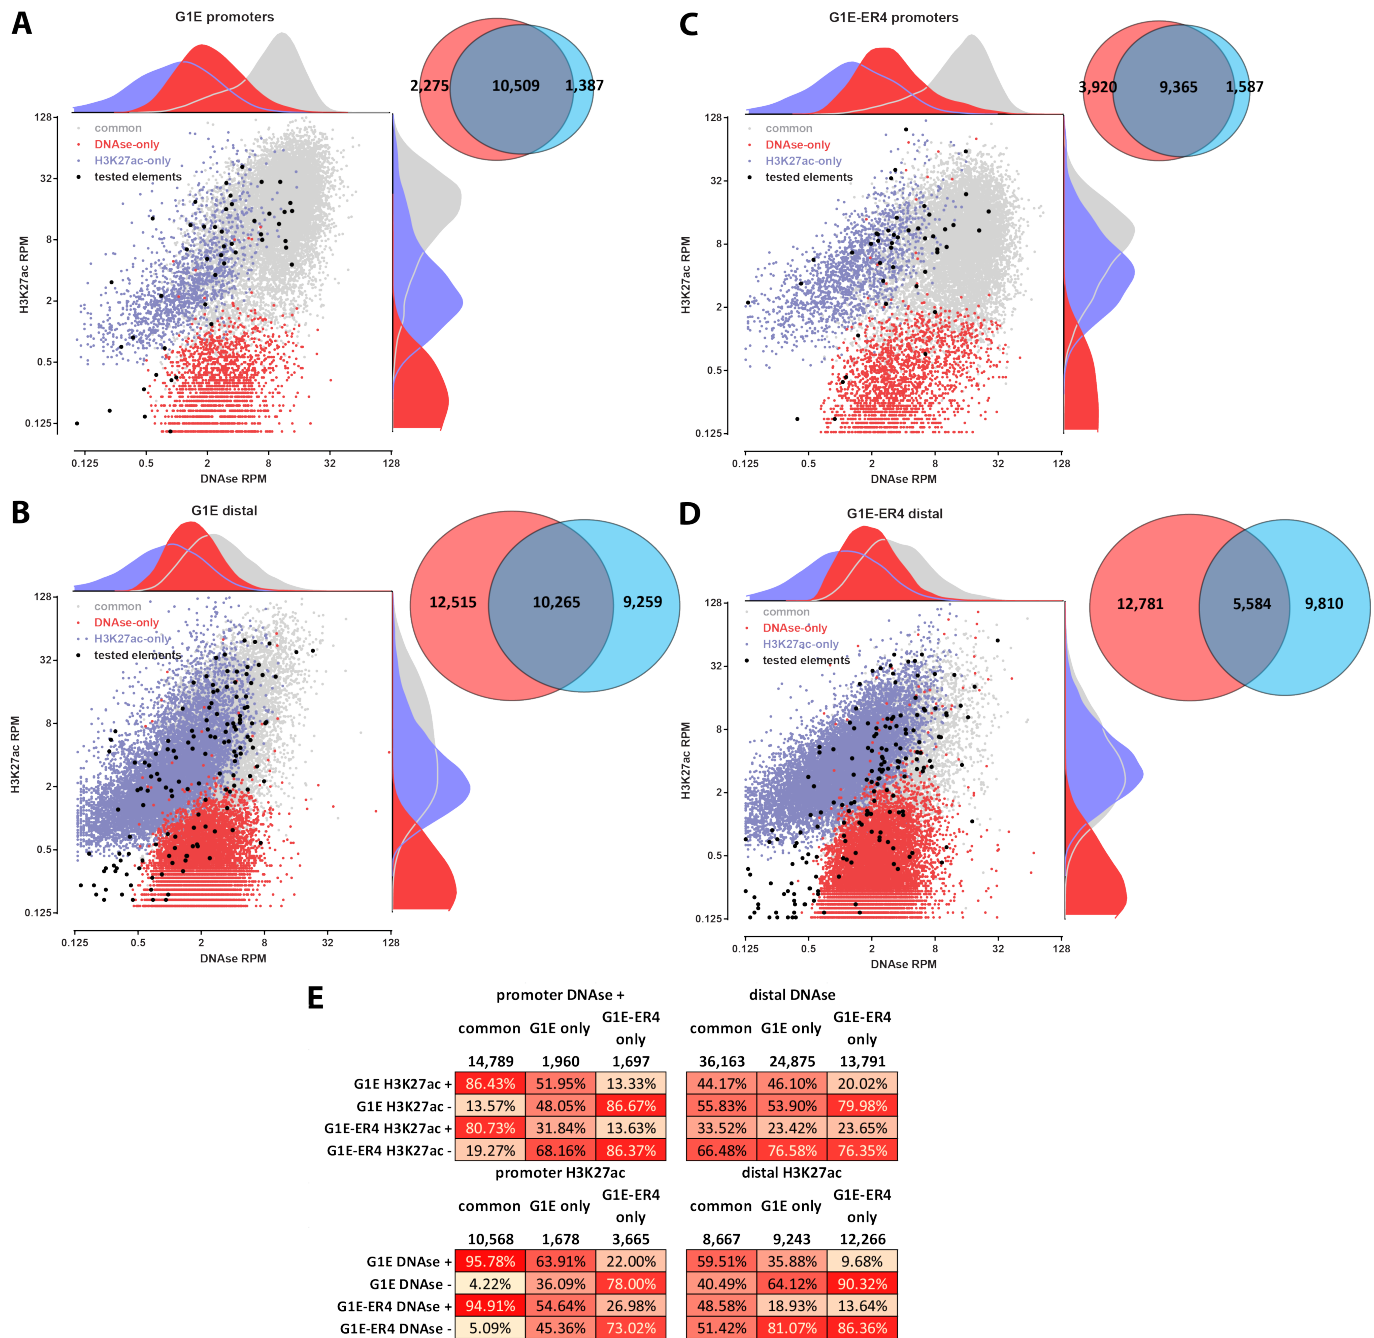 A
G1E promoters
2,275
10,509
1,387
128
32
8
2
0.5
0.125
H3K27ac RPM
common
DNAse-only
H3K27ac-only
tested elements
0.125 0.5 2 8 32 128
DNAse RPM
C
G1E-ER4 promoters
3,920
9,365
1,587
128
32
8
2
0.5
0.125
H3K27ac RPM
common
DNAse-only
H3K27ac-only
tested elements
0.125 0.5 2 8 32 128
DNAse RPM
B
G1E distal
12,515
10,265
9,259
128
32
8
2
0.5
0.125
H3K27ac RPM
common
DNAse-only
H3K27ac-only
tested elements
0.125 0.5 2 8 32 128
DNAse RPM
D
G1E-ER4 distal
12,781
5,584
9,810
128
32
8
2
0.5
0.125
H3K27ac RPM
common
DNAse-only
H3K27ac-only
tested elements
0.125 0.5 2 8 32 128
DNAse RPM
E
promoter DNAse + distal DNAse
common G1E only G1E-ER4 only common G1E only G1E-ER4 only
14,789 1,960 1,697 36,163 24,875 13,791
G1E H3K27ac + 86.43% 51.95% 13.33% 44.17% 46.10% 20.02%
G1E H3K27ac - 13.57% 48.05% 86.67% 55.83% 53.90% 79.98%
G1E-ER4 H3K27ac + 80.73% 31.84% 13.63% 33.52% 23.42% 23.65%
G1E-ER4 H3K27ac - 19.27% 68.16% 86.37% 66.48% 76.58% 76.35%
promoter H3K27ac distal H3K27ac
common G1E only G1E-ER4 only common G1E only G1E-ER4 only
10,568 1,678 3,665 8,667 9,243 12,266
G1E DNAse + 95.78% 63.91% 22.00% 59.51% 35.88% 9.68%
G1E DNAse - 4.22% 36.09% 78.00% 40.49% 64.12% 90.32%
G1E-ER4 DNAse + 94.91% 54.64% 26.98% 48.58% 18.93% 13.64%
G1E-ER4 DNAse - 5.09% 45.36% 73.02% 51.42% 81.07% 86.36%